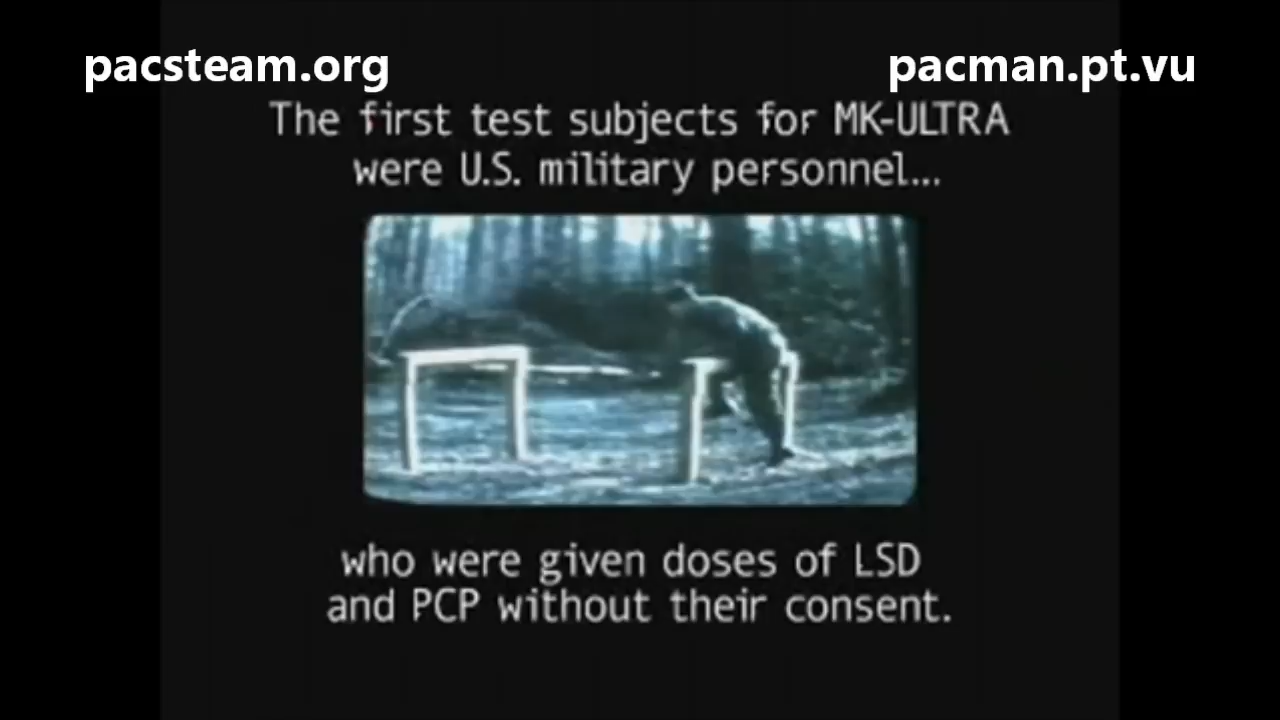 pacsteam.org
pacman.pt.vu
The first test subjects for MK-ULTRA
were U.S. military personnel...
who were given doses of LSD
and PCP without their consent.